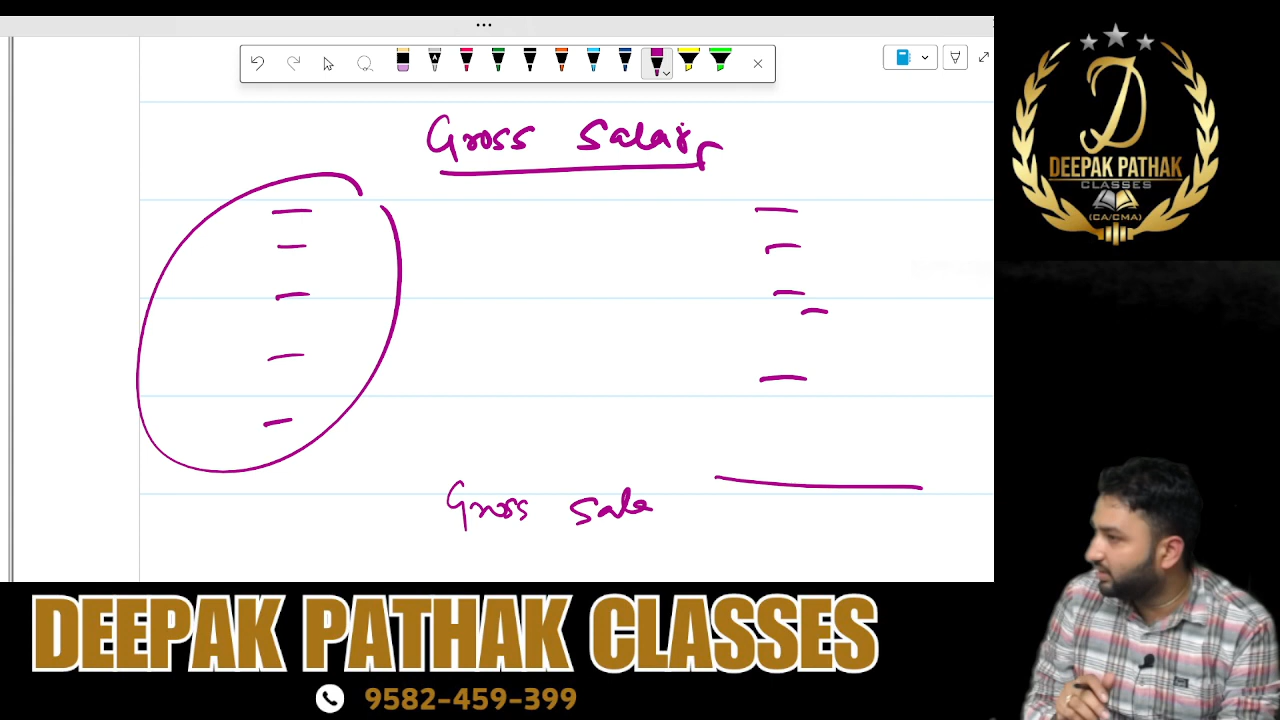 Gross Salary
Gross Sala
D
DEEPAK PATHAK
CLASSES
(CA/CMA)
DEEPAK PATHAK CLASSES
9582-459-399